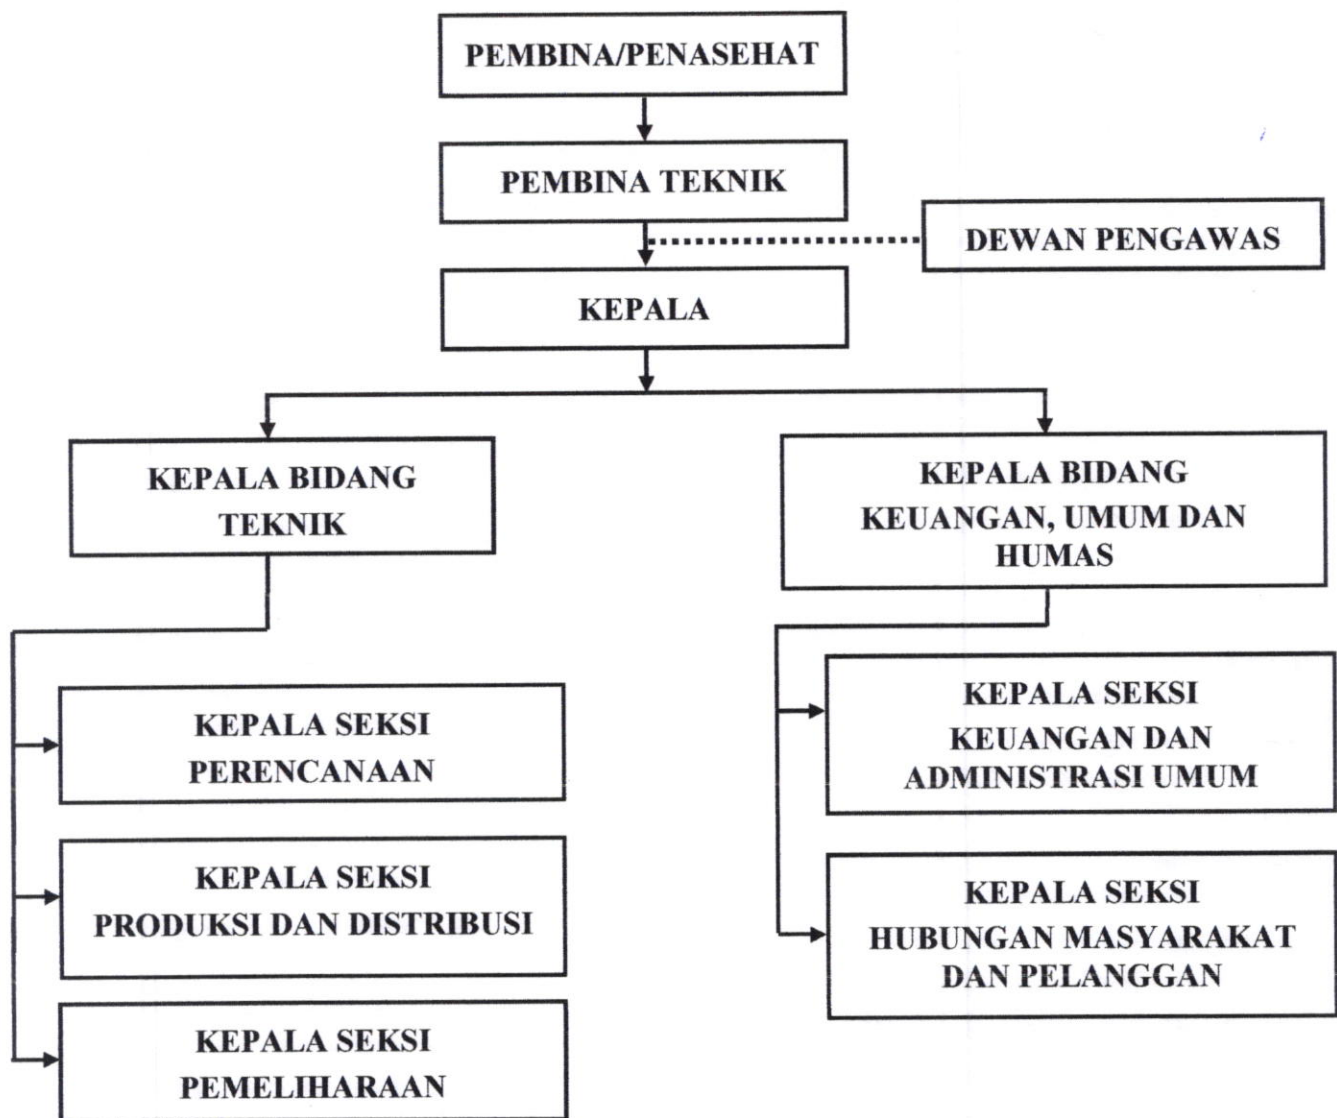 PEMBINA/PENASEHAT
PEMBINA TEKNIK
DEWAN PENGAWAS
KEPALA
KEPALA BIDANG
TEKNIK
KEPALA BIDANG
KEUANGAN, UMUM DAN
HUMAS
KEPALA SEKSI
PERENCANAAN
KEPALA SEKSI
PRODUKSI DAN DISTRIBUSI
KEPALA SEKSI
PEMELIHARAAN
KEPALA SEKSI
KEUANGAN DAN
ADMINISTRASI UMUM
KEPALA SEKSI
HUBUNGAN MASYARAKAT
DAN PELANGGAN